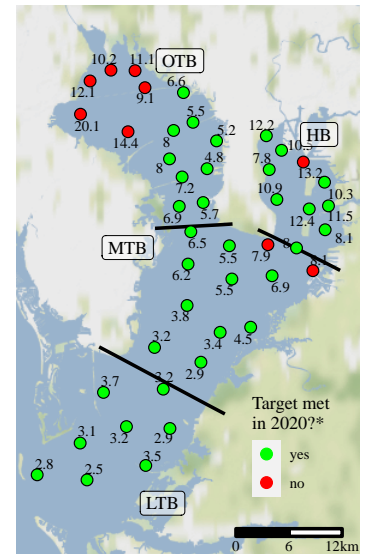 10.2 11.1
OTB
12.1 9.1 6.6
20.1 5.5
14.4 8 5.2 12.2 HB
8 4.8 7.8 13.2
7.2 10.9 10.3
6.9 5.7 12.4 11.5
8.1
MTB 6.5 5.5 7.9 8
6.2 5.5 6.9
3.8
3.2 3.4 4.5
2.9
3.7 3.2
Target met
in 2020?*
3.1 3.2 2.9
yes
2.8 2.5 3.5
no
LTB
0 6 12km